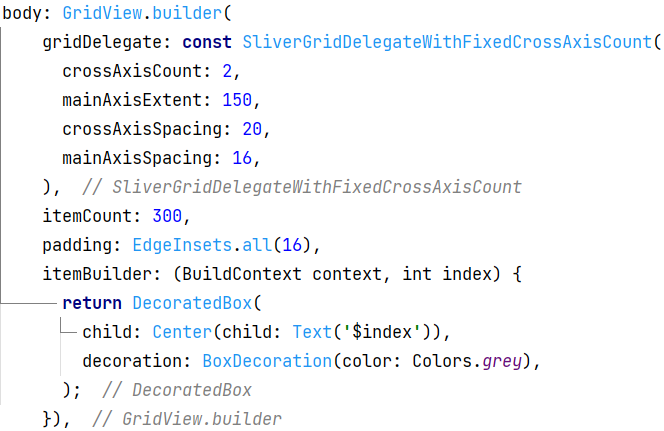 body: GridView.builder(
    gridDelegate: const SliverGridDelegateWithFixedCrossAxisCount(
      crossAxisCount: 2,
      mainAxisExtent: 150,
      crossAxisSpacing: 20,
      mainAxisSpacing: 16,
    ),  // SliverGridDelegateWithFixedCrossAxisCount
    itemCount: 300,
    padding: EdgeInsets.all(16),
    itemBuilder: (BuildContext context, int index) {
      return DecoratedBox(
        child: Center(child: Text('$index')),
        decoration: BoxDecoration(color: Colors.grey),
      );  // DecoratedBox
    }),  // GridView.builder